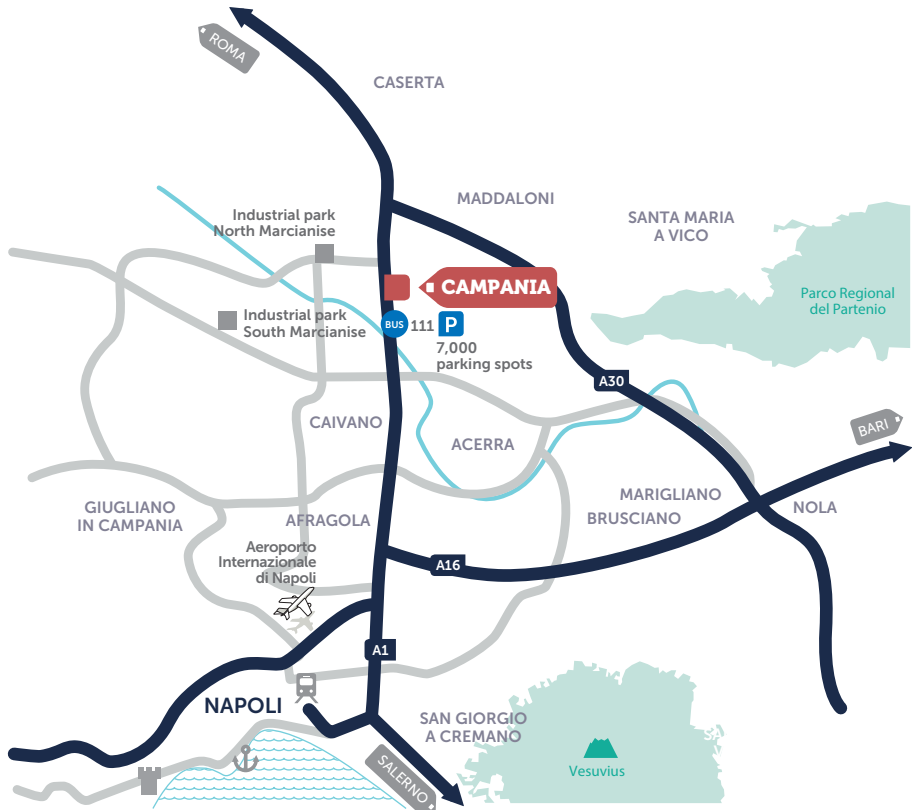 ROMA
CASERTA
MADDALONI
SANTA MARIA
A VICO
Industrial park
North Marcianise
CAMPANIA
Parco Regional
del Partenio
Industrial park
South Marcianise
BUS
111
P
7,000
parking spots
A30
CAIVANO
ACERRA
BARI
GIUGLIANO
IN CAMPANIA
AFRAGOLA
MARIGLIANO
BRUSCIANO
NOLA
Aeroporto
Internazionale
di Napoli
A16
A1
NAPOLI
SAN GIORGIO
A CREMANO
SALERNO
Vesuvius